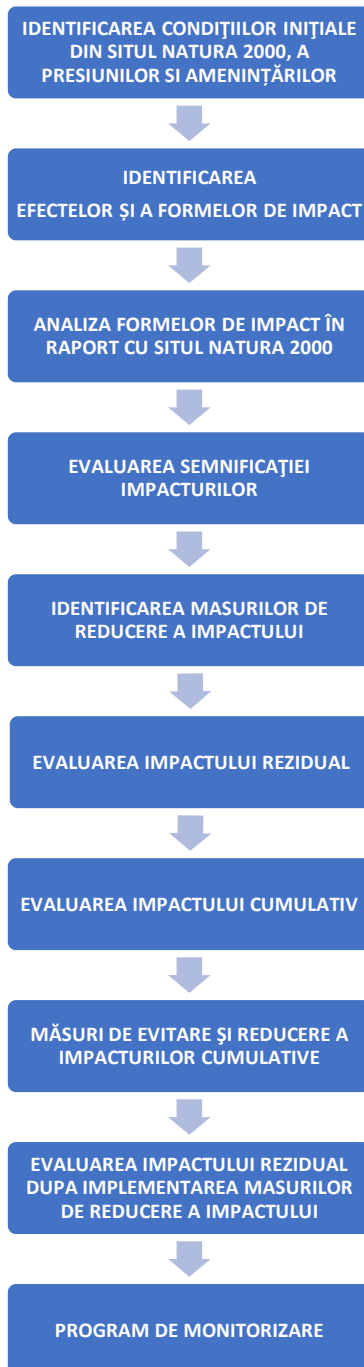 IDENTIFICAREA CONDIŢIILOR INIŢIALE
DIN SITUL NATURA 2000, A
PRESIUNILOR SI AMENINȚĂRILOR
IDENTIFICAREA
EFECTELOR ȘI A FORMELOR DE IMPACT
ANALIZA FORMELOR DE IMPACT ÎN
RAPORT CU SITUL NATURA 2000
EVALUAREA SEMNIFICAŢIEI
IMPACTURILOR
IDENTIFICAREA MASURILOR DE
REDUCERE A IMPACTULUI
EVALUAREA IMPACTULUI REZIDUAL
EVALUAREA IMPACTULUI CUMULATIV
MĂSURI DE EVITARE ŞI REDUCERE A
IMPACTURILOR CUMULATIVE
EVALUAREA IMPACTULUI REZIDUAL
DUPA IMPLEMENTAREA MASURILOR
DE REDUCERE A IMPACTULUI
PROGRAM DE MONITORIZARE